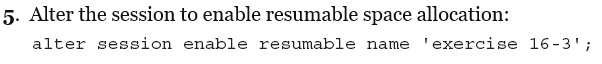 5. Alter the session to enable resumable space allocation:
alter session enable resumable name 'exercise 16-3';